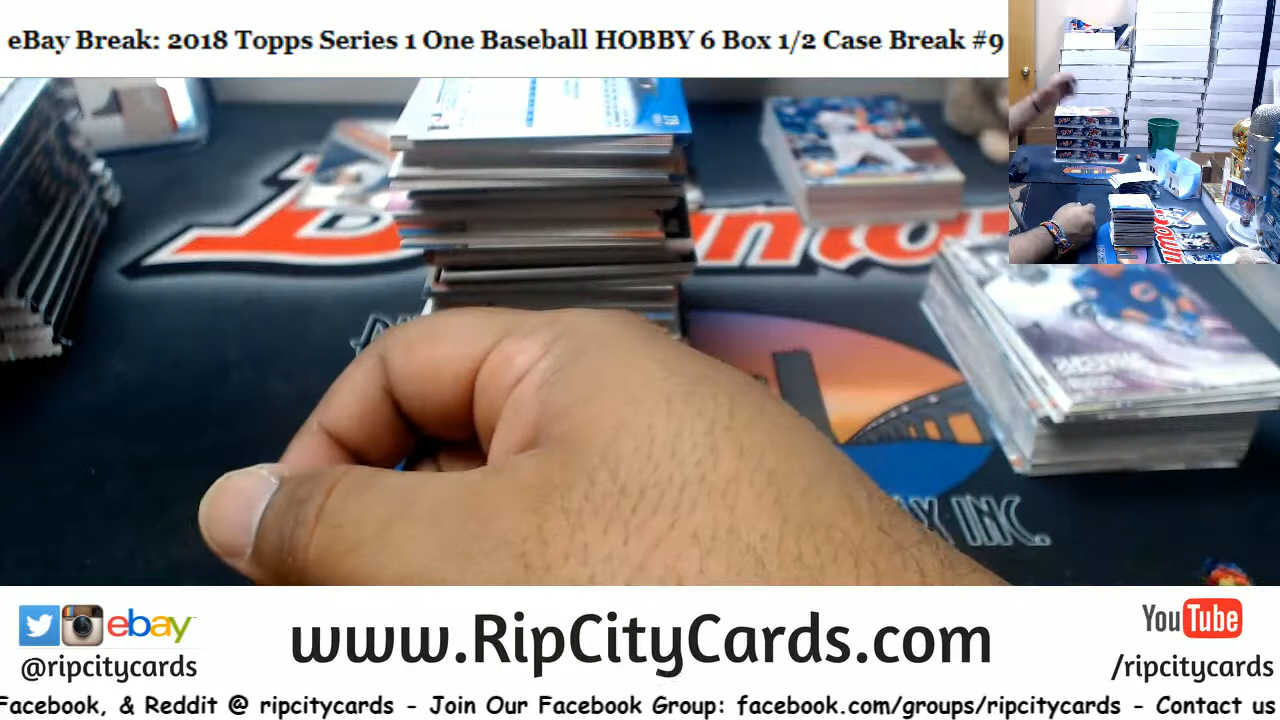 eBay Break: 2018 Topps Series 1 One Baseball HOBBY 6 Box 1/2 Case Break #9
INC.
ebay
www.RipCityCards.com
YouTube
@ripcitycards
/ripcitycards
Facebook, & Reddit @ ripcitycards - Join Our Facebook Group: facebook.com/groups/ripcitycards - Contact us